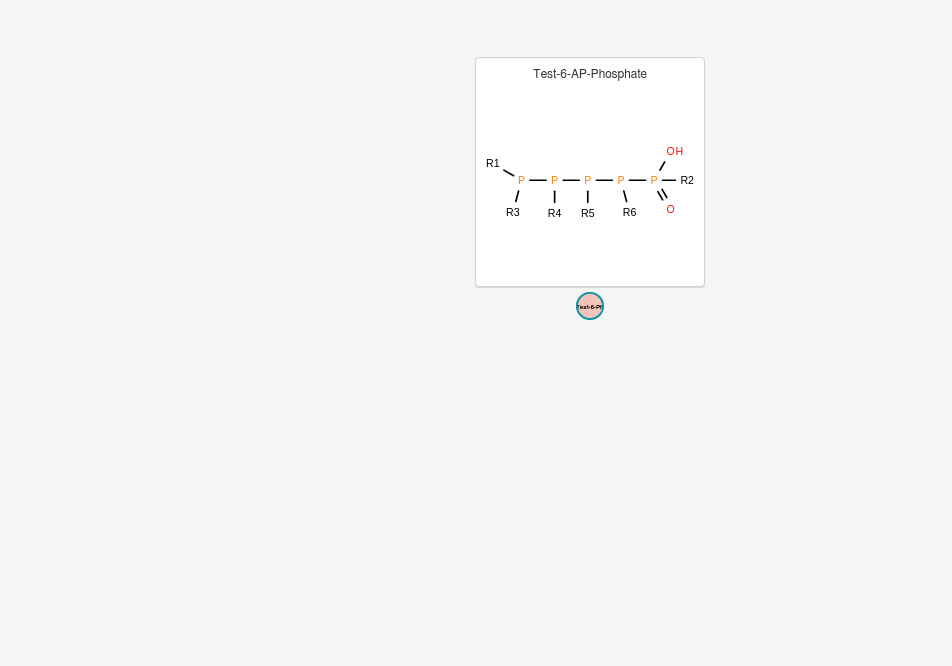 Test-6-AP-Phosphate
OH
R1
P P P P P R2
R3 R4 R5 R6 O
Test-6-Ph